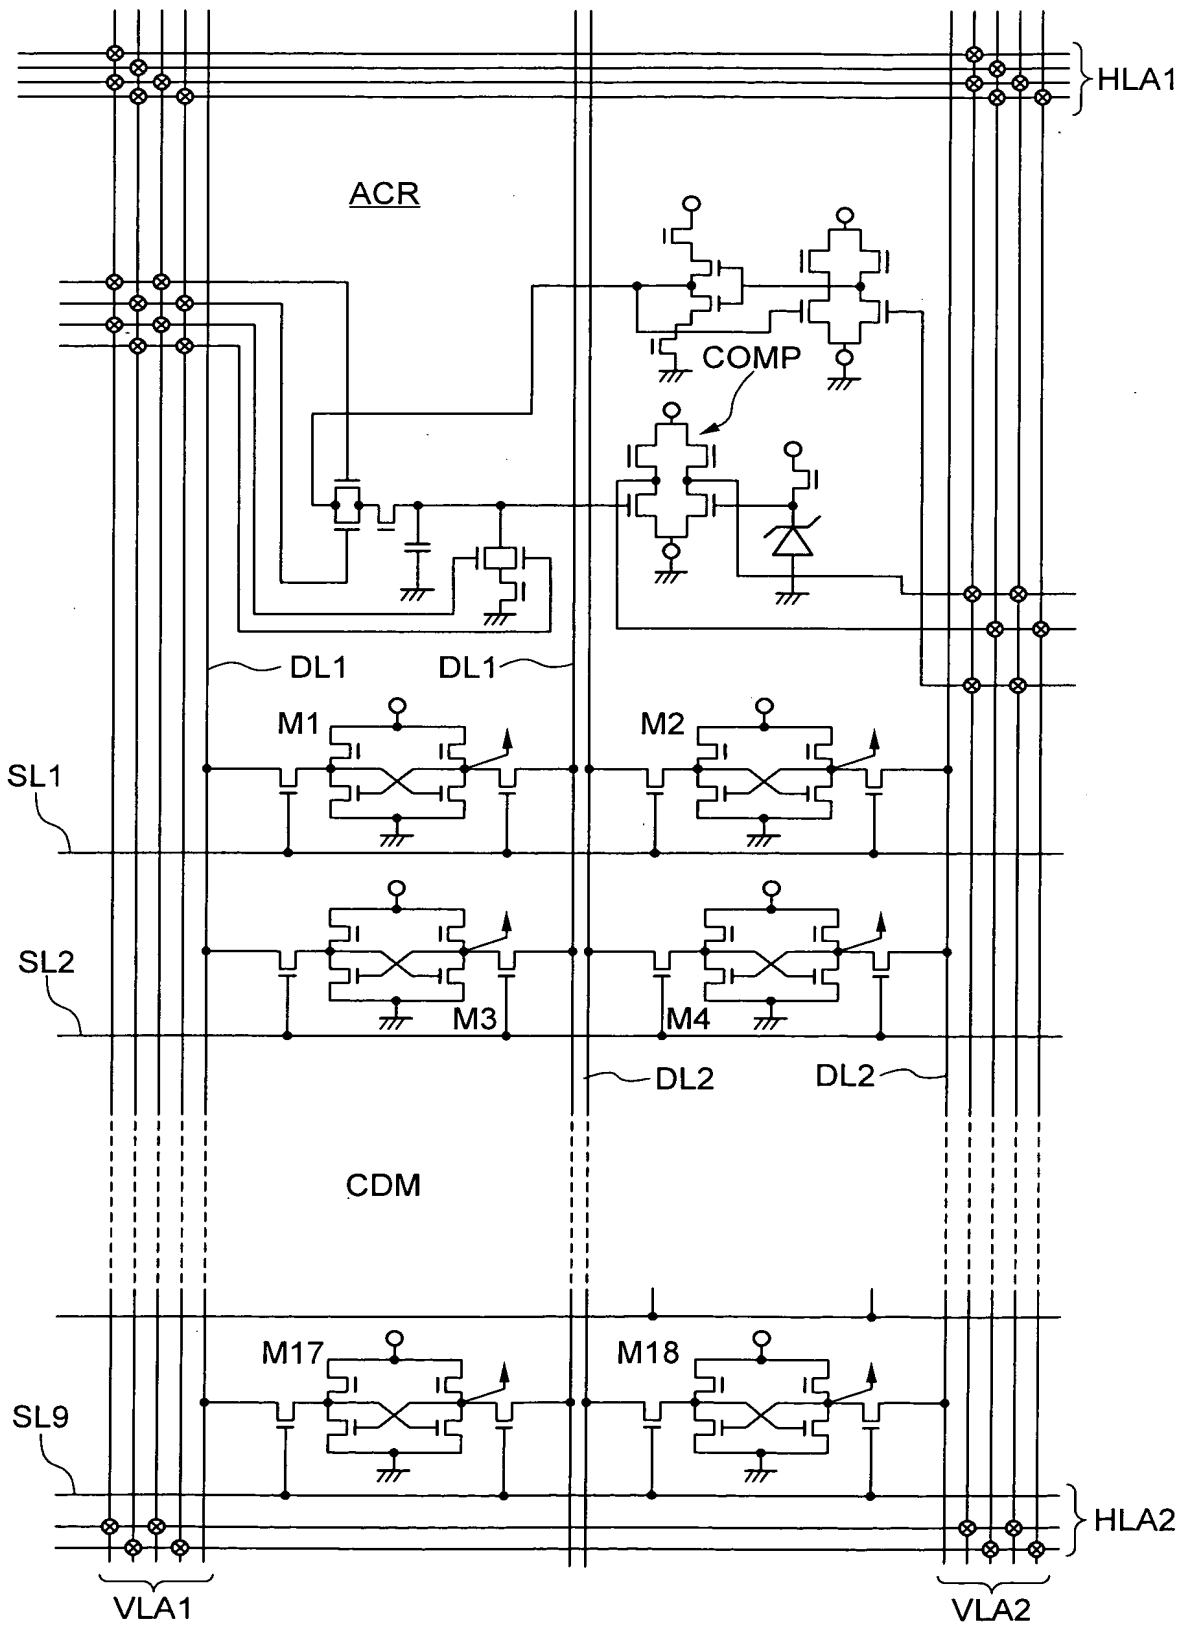 HLA1
ACR
COMP
DL1
DL1
M1
M2
SL1
SL2
M3
M4
DL2
DL2
CDM
M17
M18
SL9
HLA2
VLA1
VLA2